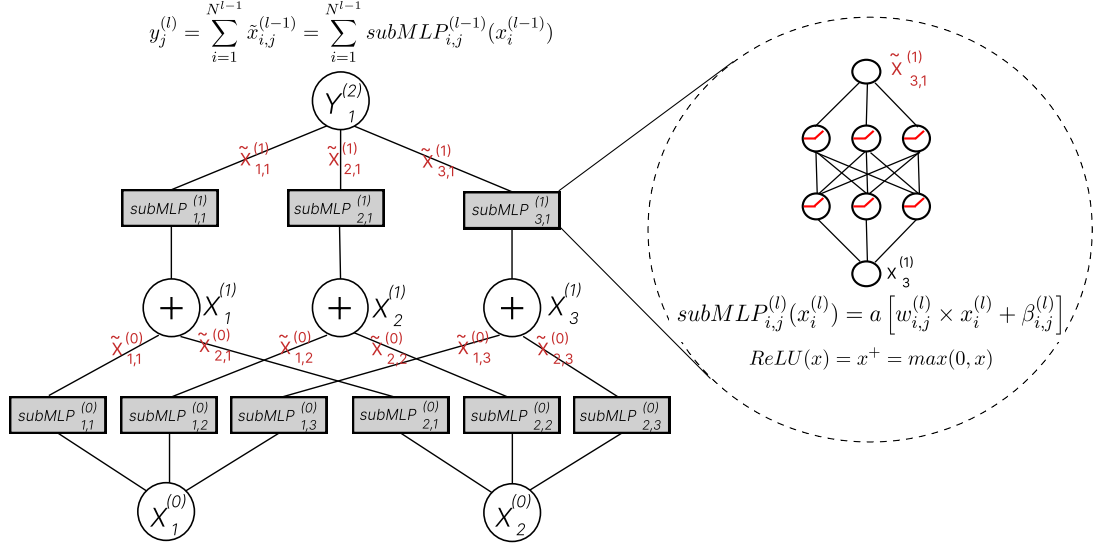 y_j^{(l)} = \sum_{i=1}^{N^{l-1}} \tilde{x}_{i,j}^{(l-1)} = \sum_{i=1}^{N^{l-1}} subMLP_{i,j}^{(l-1)}(x_i^{(l-1)})
Y_1^{(2)}
X̃_{1,1}^{(1)} X̃_{2,1}^{(1)} X̃_{3,1}^{(1)}
subMLP_{1,1}^{(1)} subMLP_{2,1}^{(1)} subMLP_{3,1}^{(1)}
+ X_1^{(1)} + X_2^{(1)} + X_3^{(1)}
X̃_{1,1}^{(0)} X̃_{2,1}^{(0)} X̃_{1,2}^{(0)} X̃_{2,2}^{(0)} X̃_{1,3}^{(0)} X̃_{2,3}^{(0)}
subMLP_{1,1}^{(0)} subMLP_{1,2}^{(0)} subMLP_{1,3}^{(0)} subMLP_{2,1}^{(0)} subMLP_{2,2}^{(0)} subMLP_{2,3}^{(0)}
X_1^{(0)} X_2^{(0)}
X̃_{3,1}^{(1)}
X_3^{(1)}
subMLP_{i,j}^{(l)}(x_i^{(l)}) = a [w_{i,j}^{(l)} × x_i^{(l)} + β_{i,j}^{(l)}]
ReLU(x) = x^+ = max(0, x)